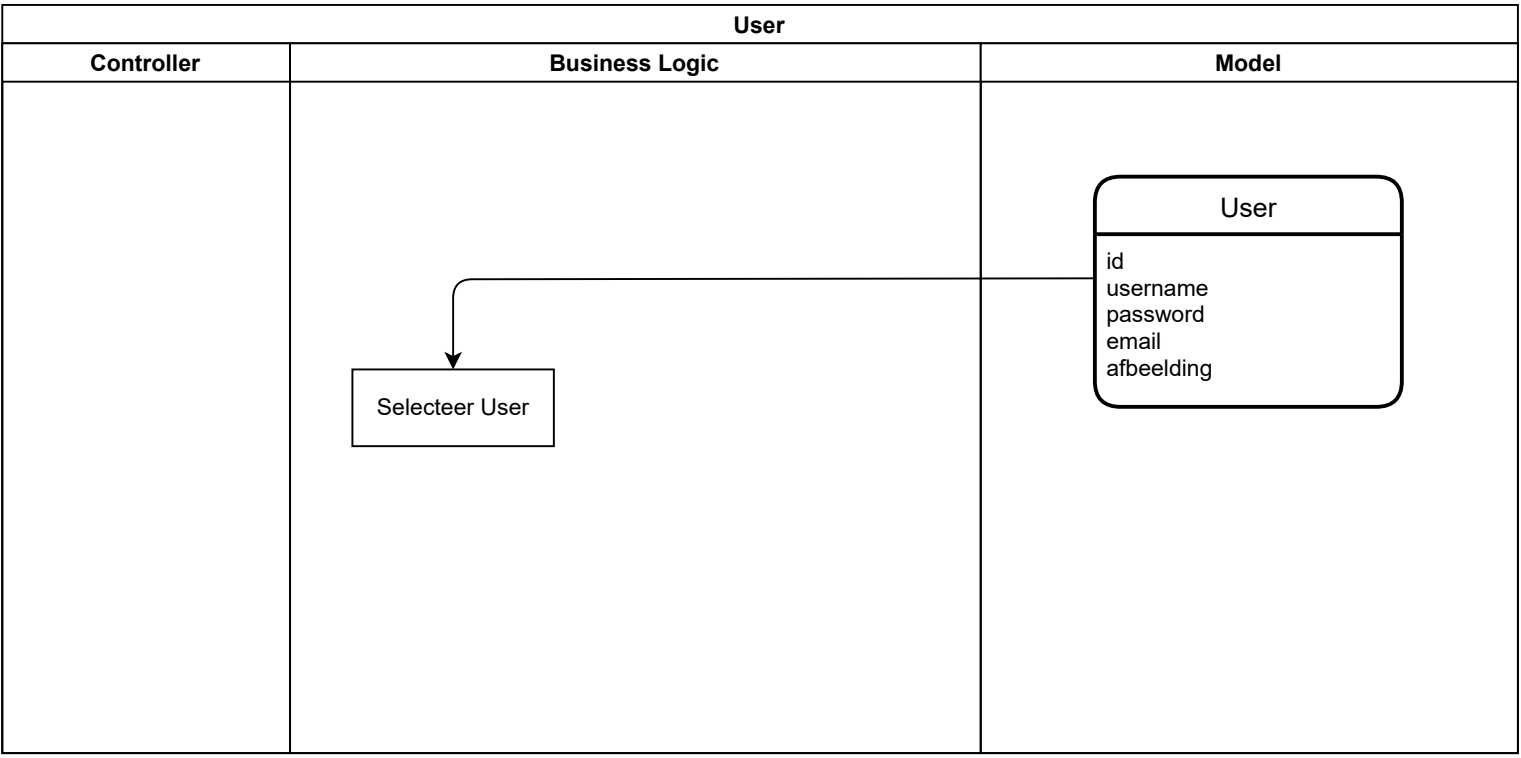 User
Controller
Business Logic
Model
User
id
username
password
email
afbeelding
Selecteer User